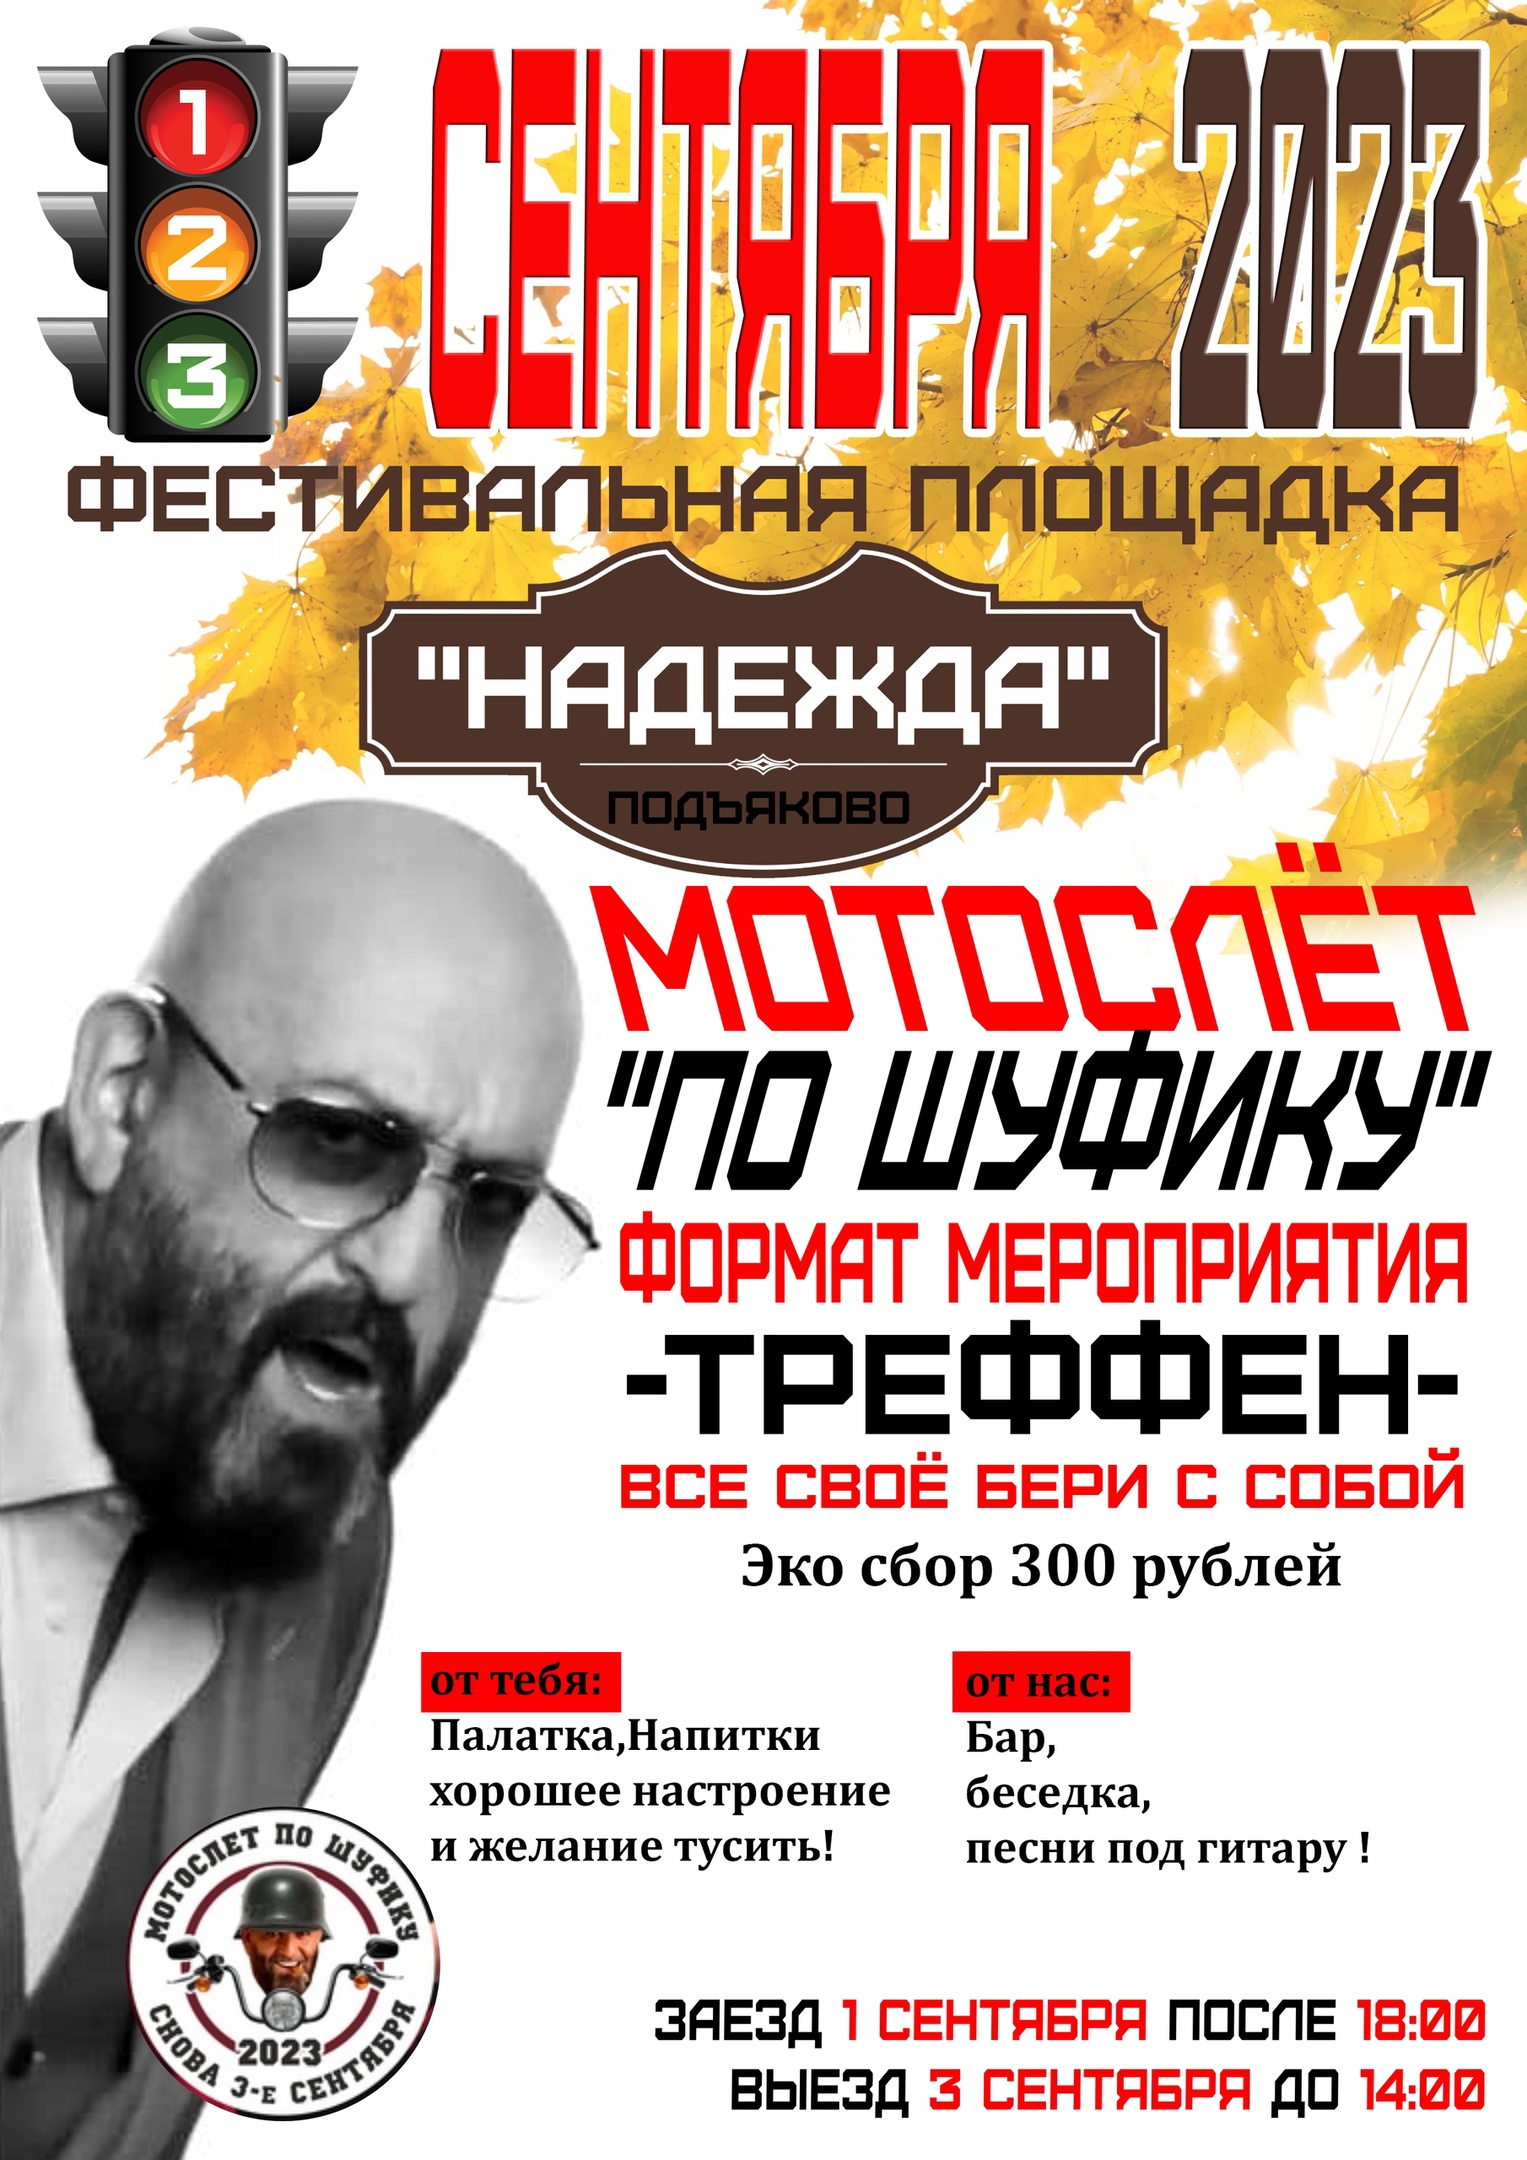 1
2
3
СЕНТЯБРЯ 2023
ФЕСТИВАЛЬНАЯ ПЛОЩАДКА
"НАДЕЖДА"
ПОДЪЯКОВО
МОТОСЛЁТ
"ПО ШУФИКУ"
ФОРМАТ МЕРОПРИЯТИЯ
-ТРЕФФЕН-
ВСЕ СВОЁ БЕРИ С СОБОЙ
Эко сбор 300 рублей
от тебя:
Палатка,Напитки
хорошее настроение
и желание тусить!
от нас:
Бар,
беседка,
песни под гитару !
МОТОСЛЕТ ПО ШУФИКУ
2023
СНОВА 3-Е СЕНТЯБРЯ
ЗАЕЗД 1 СЕНТЯБРЯ ПОСЛЕ 18:00
ВЫЕЗД 3 СЕНТЯБРЯ ДО 14:00